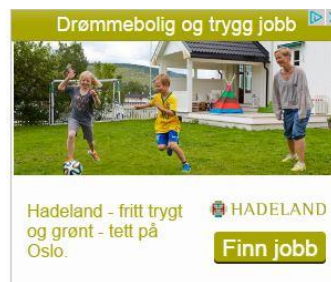 Drømmebolig og trygg jobb
Hadeland - fritt trygt
og grønt - tett på
Oslo.
HADELAND
Finn jobb